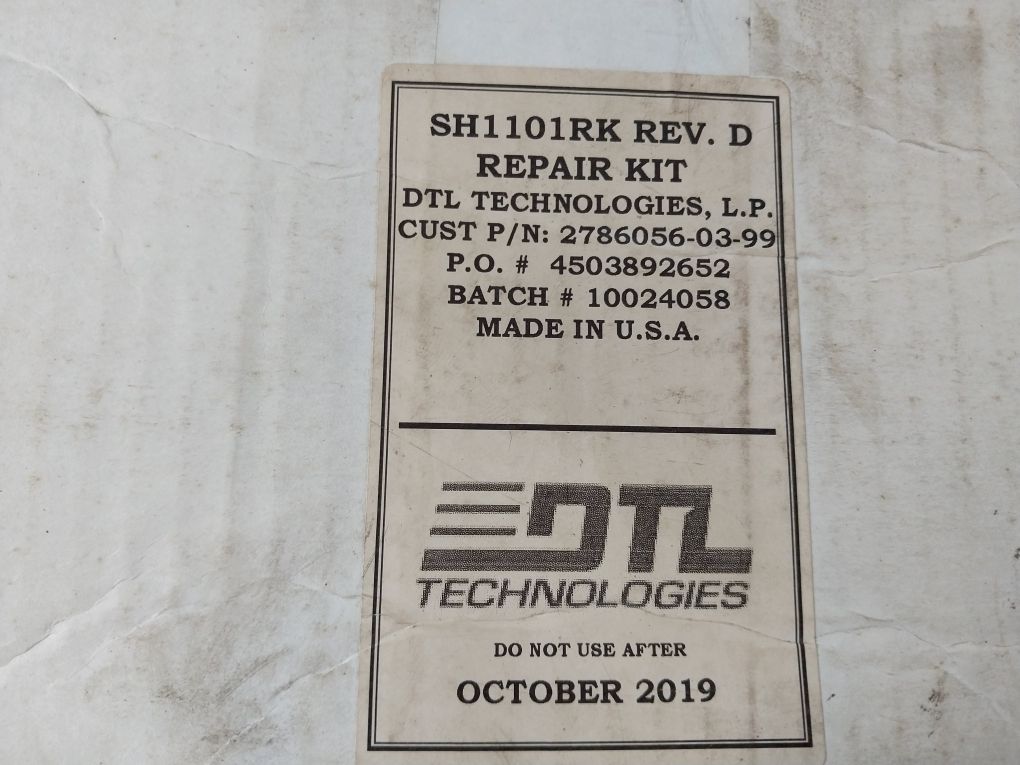 SH1101RK REV. D
REPAIR KIT
DTL TECHNOLOGIES, L.P.
CUST P/N: 2786056-03-99
P.O. # 4503892652
BATCH # 10024058
MADE IN U.S.A.
DTL
TECHNOLOGIES
DO NOT USE AFTER
OCTOBER 2019